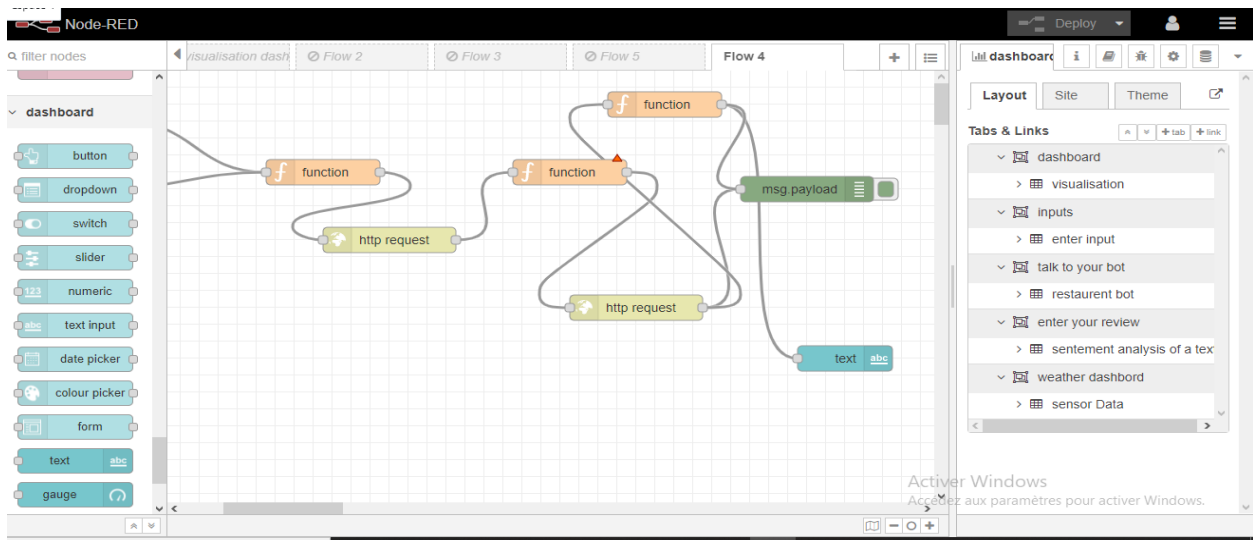 Node-RED
Deploy
filter nodes
visualisation dash
Flow 2
Flow 3
Flow 5
Flow 4
dashboard
button
dropdown
switch
slider
123 numeric
abc text input
date picker
colour picker
form
text abc
gauge
function
function
function
http request
http request
msg.payload
text abc
dashboard
Layout
Site
Theme
Tabs & Links
+ tab
+ link
dashboard
visualisation
inputs
enter input
talk to your bot
restaurent bot
enter your review
sentement analysis of a tex
weather dashbord
sensor Data
Activer Windows
Accédez aux paramètres pour activer Windows.